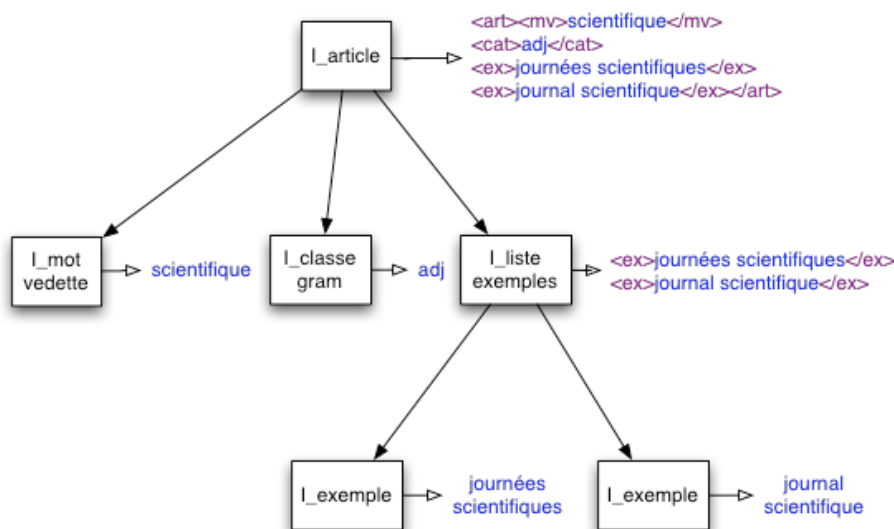 I_article
<art><mv>scientifique</mv>
<cat>adj</cat>
<ex>journées scientifiques</ex>
<ex>journal scientifique</ex></art>
I_mot
vedette
scientifique
I_classe
gram
adj
I_liste
exemples
<ex>journées scientifiques</ex>
<ex>journal scientifique</ex>
I_exemple
journées
scientifiques
I_exemple
journal
scientifique